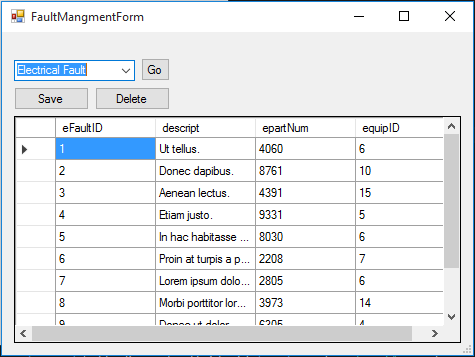 FaultMangmentForm
Electrical Fault Go
Save Delete
eFaultID descript epartNum equipID
1 Ut tellus. 4060 6
2 Donec dapibus. 8761 10
3 Aenean lectus. 4391 15
4 Etiam justo. 9331 5
5 In hac habitasse ... 8030 6
6 Proin at turpis a p... 2208 7
7 Lorem ipsum dolo... 2805 6
8 Morbi porttitor lor... 3973 14
9 Donec ut dolor 6305 4